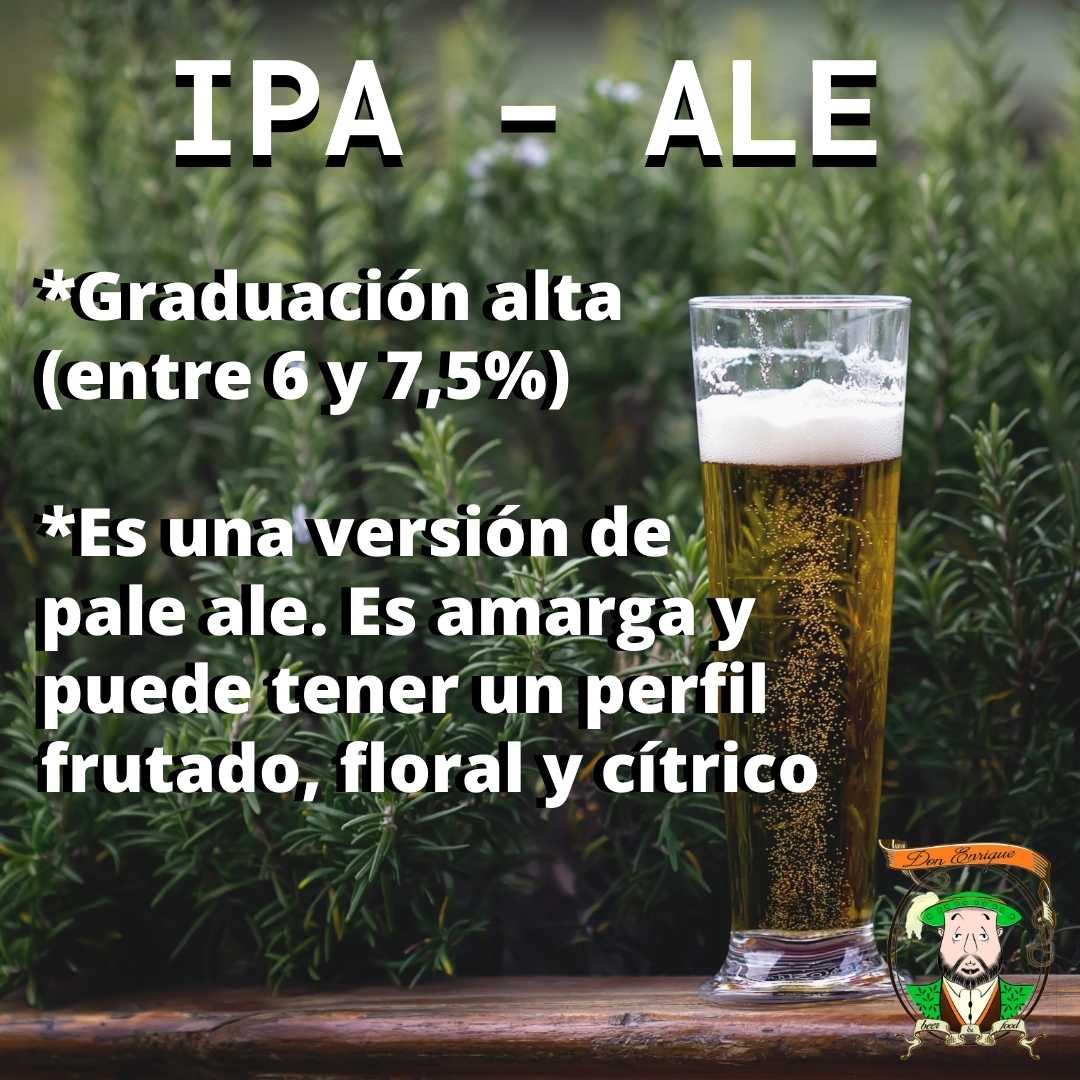 IPA - ALE
*Graduación alta
(entre 6 y 7,5%)
*Es una versión de
pale ale. Es amarga y
puede tener un perfil
frutado, floral y cítrico
Don Enrique
beer & food